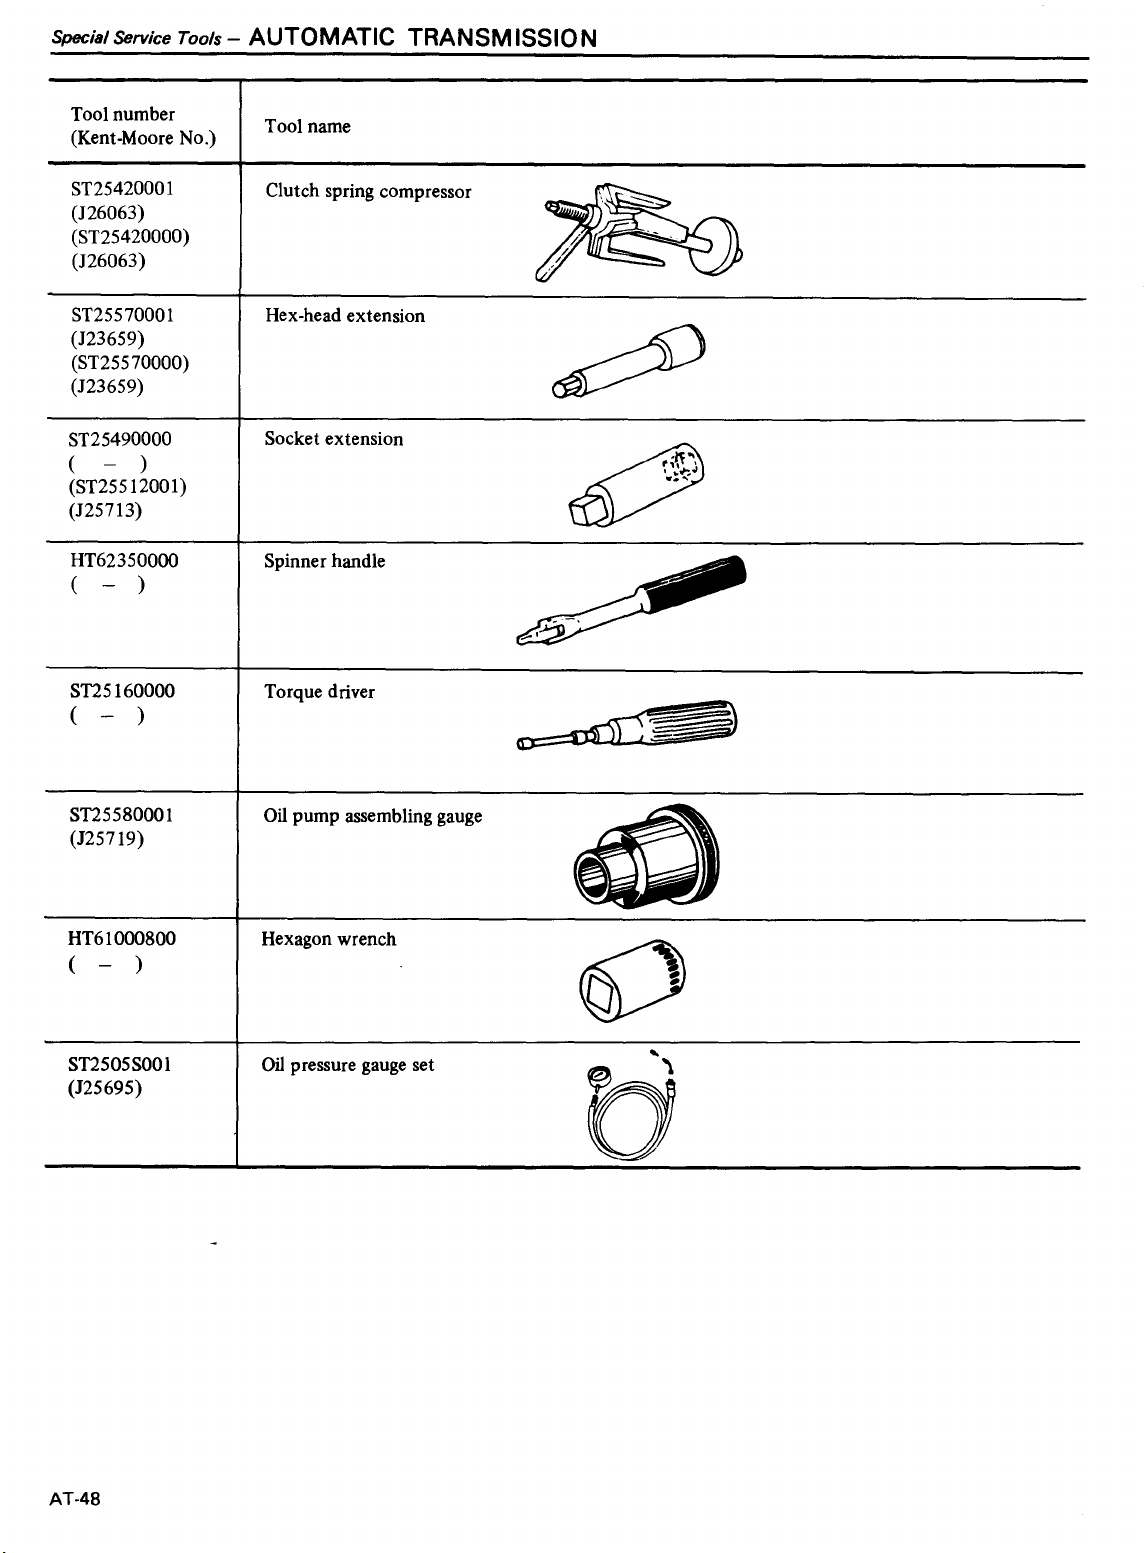 Special Service Tools – AUTOMATIC TRANSMISSION
Tool number
(Kent-Moore No.)
Tool name
ST25420001
(J26063)
(ST25420000)
(J26063)
Clutch spring compressor
ST25570001
(J23659)
(ST25570000)
(J23659)
Hex-head extension
ST25490000
( – )
(ST25512001)
(J25713)
Socket extension
HT62350000
( – )
Spinner handle
ST25160000
( – )
Torque driver
ST25580001
(J25719)
Oil pump assembling gauge
HT61000800
( – )
Hexagon wrench
ST2505S001
(J25695)
Oil pressure gauge set
AT-48